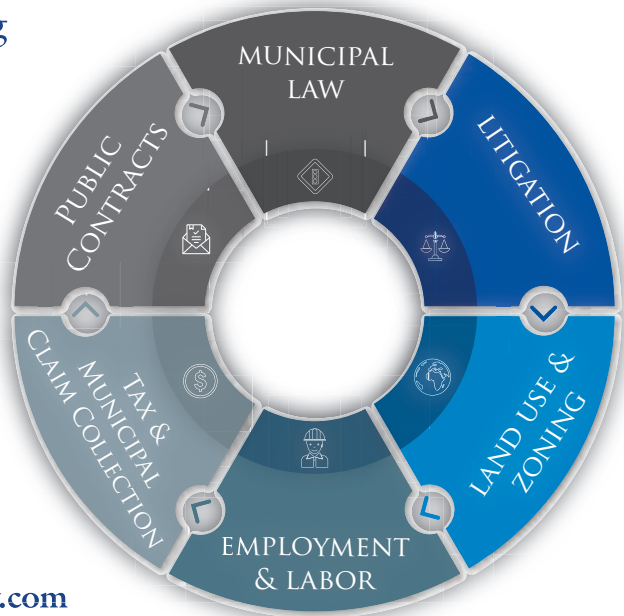 g
MUNICIPAL
LAW
LITIGATION
LAND USE &
ZONING
EMPLOYMENT
& LABOR
TAX &
MUNICIPAL
CLAIM COLLECTION
PUBLIC
CONTRACTS
$
.com